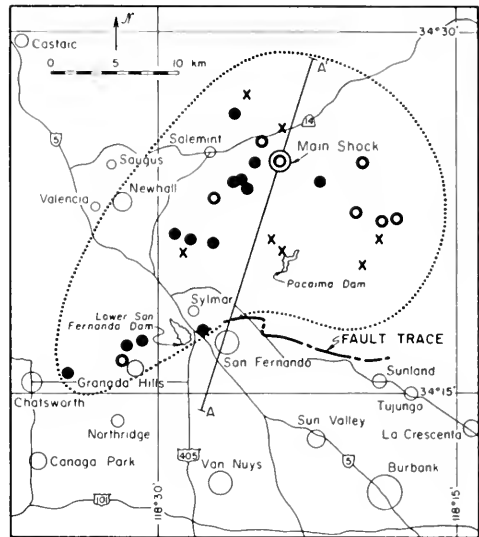 N
34°30'
Castaic
0 5 10 km
A'
14
5
Salemint
Main Shock
Saugus
Newhall
Valencia
Pacoima Dam
Sylmar
Lower San
Fernando Dam
FAULT TRACE
San Fernando
Sunland
Granada Hills
34°15'
Chatsworth
Tujunga
A
La Crescenta
Northridge
Sun Valley
Canaga Park
405
5
Van Nuys
Burbank
101
118°30'
118°15'